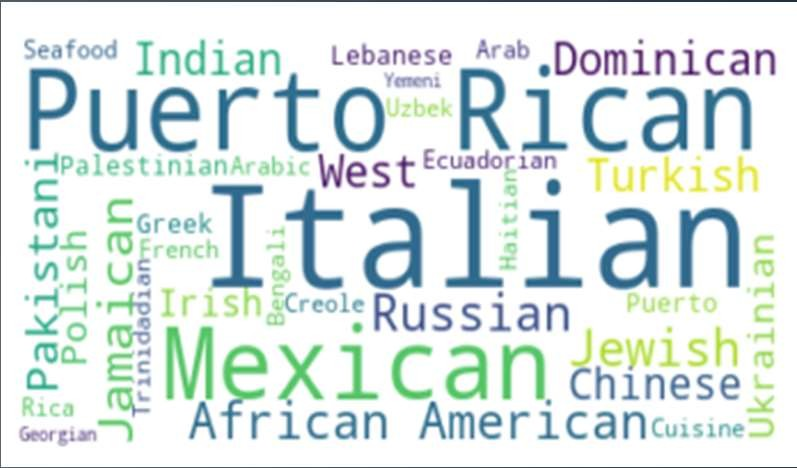 Seafood
Indian
Lebanese
Arab
Dominican
Yemeni
Puerto Rican
Uzbek
Palestinian
Arabic
West
Ecuadorian
Turkish
Pakistani
Polish
Jamaican
Greek
French
Trinidadian
Italian
Bengali
Haitian
Irish
Creole
Russian
Puerto
Ukrainian
Mexican
Jewish
Chinese
Rica
Georgian
African American
Cuisine